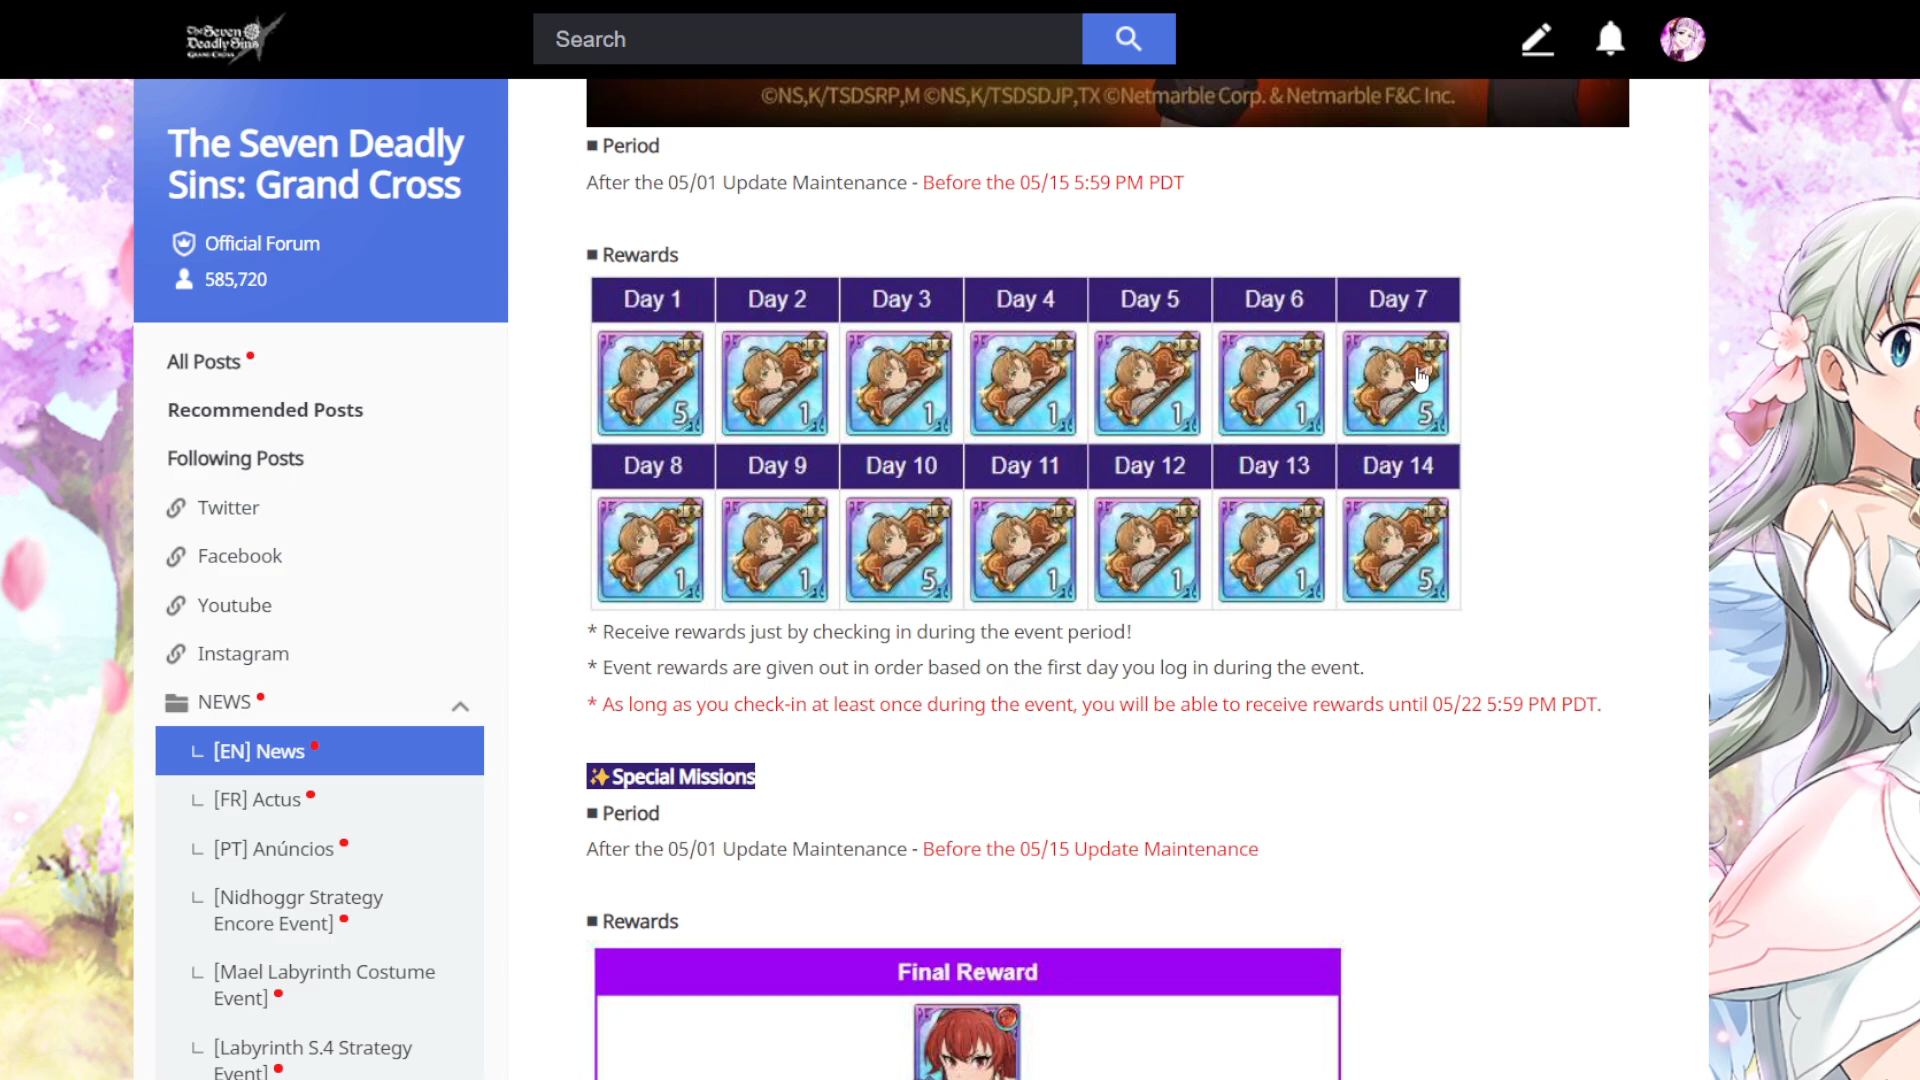 The Seven
Deadly Sins
GRAND CROSS
Search
©NS,K/TSDSRP,M ©NS,K/TSDSDJP,TX ©Netmarble Corp. & Netmarble F&C Inc.
The Seven Deadly
Sins: Grand Cross
Official Forum
585,720
All Posts
Recommended Posts
Following Posts
Twitter
Facebook
Youtube
Instagram
NEWS
[EN] News
[FR] Actus
[PT] Anúncios
[Nidhoggr Strategy
Encore Event]
[Mael Labyrinth Costume
Event]
[Labyrinth S.4 Strategy
Event]
■ Period
After the 05/01 Update Maintenance - Before the 05/15 5:59 PM PDT
■ Rewards
Day 1 Day 2 Day 3 Day 4 Day 5 Day 6 Day 7
5 1 1 1 1 1 5
Day 8 Day 9 Day 10 Day 11 Day 12 Day 13 Day 14
1 1 5 1 1 1 5
* Receive rewards just by checking in during the event period!
* Event rewards are given out in order based on the first day you log in during the event.
* As long as you check-in at least once during the event, you will be able to receive rewards until 05/22 5:59 PM PDT.
✨Special Missions
■ Period
After the 05/01 Update Maintenance - Before the 05/15 Update Maintenance
■ Rewards
Final Reward